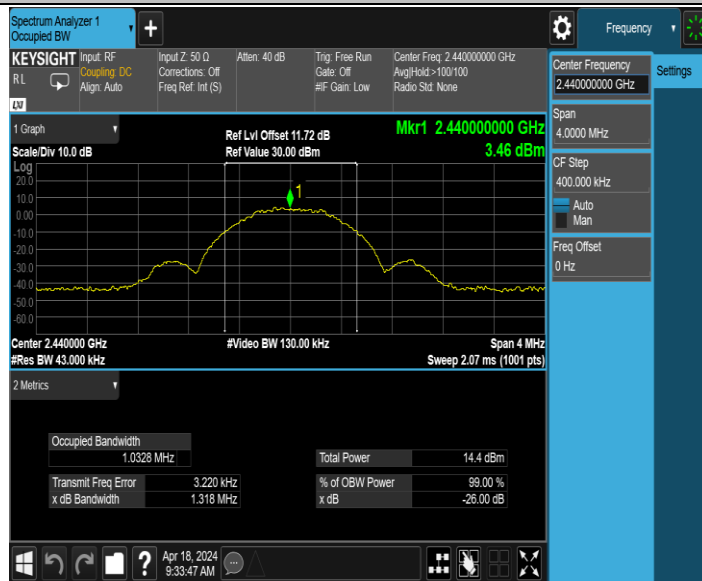 Spectrum Analyzer 1
Occupied BW
+
Frequency
KEYSIGHT
RL
LXI
Input: RF
Coupling: DC
Align: Auto
Input Z: 50 Ω
Corrections: Off
Freq Ref: Int (S)
Atten: 40 dB
Trig: Free Run
Gate: Off
#IF Gain: Low
Center Freq: 2.440000000 GHz
Avg|Hold:>100/100
Radio Std: None
Center Frequency
2.440000000 GHz
Settings
Span
4.0000 MHz
CF Step
400.000 kHz
Auto
Man
Freq Offset
0 Hz
1 Graph
Scale/Div 10.0 dB
Ref Lvl Offset 11.72 dB
Ref Value 30.00 dBm
Mkr1 2.440000000 GHz
3.46 dBm
Log
20.0
10.0
0.00
-10.0
-20.0
-30.0
-40.0
-50.0
-60.0
1
Center 2.440000 GHz
#Res BW 43.000 kHz
#Video BW 130.00 kHz
Span 4 MHz
Sweep 2.07 ms (1001 pts)
2 Metrics
Occupied Bandwidth
1.0328 MHz
Transmit Freq Error 3.220 kHz
x dB Bandwidth 1.318 MHz
Total Power 14.4 dBm
% of OBW Power 99.00 %
x dB -26.00 dB
?
Apr 18, 2024
9:33:47 AM